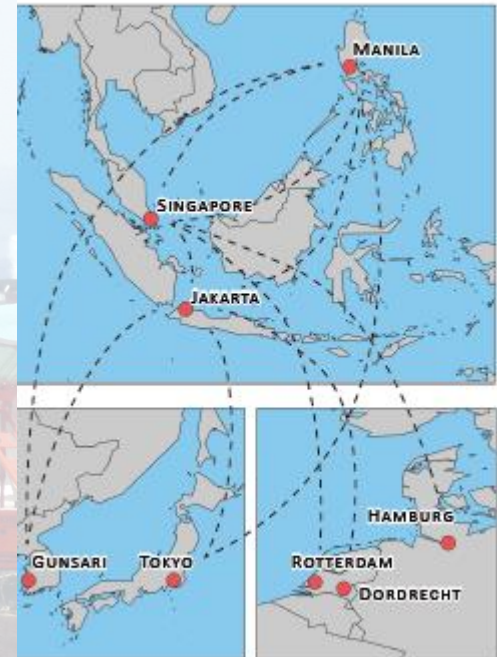 MANILA
SINGAPORE
JAKARTA
HAMBURG
GUNSARI
TOKYO
ROTTERDAM
DORDRECHT